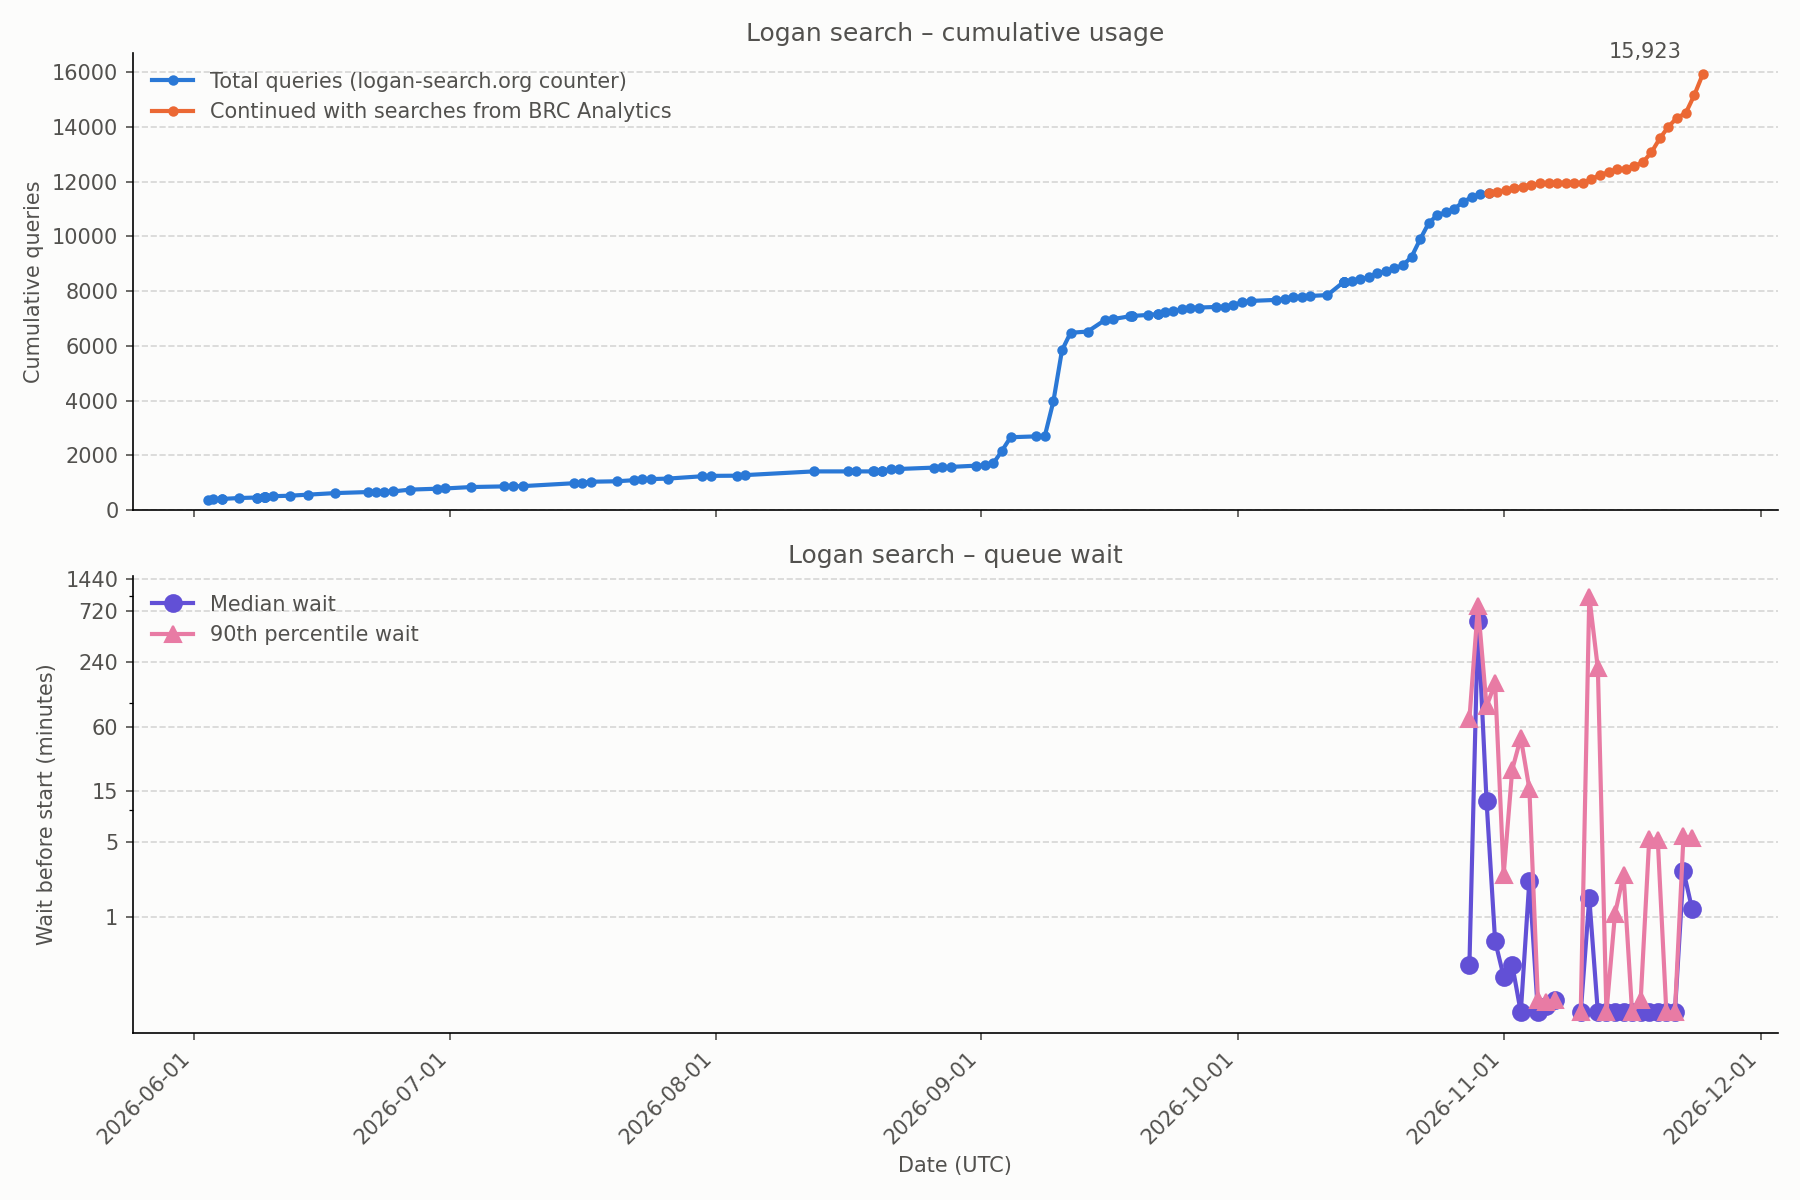 Logan search – cumulative usage
15,923
Total queries (logan-search.org counter)
Continued with searches from BRC Analytics
Cumulative queries
16000
14000
12000
10000
8000
6000
4000
2000
0
Logan search – queue wait
Median wait
90th percentile wait
Wait before start (minutes)
1440
720
240
60
15
5
1
2026-06-01
2026-07-01
2026-08-01
2026-09-01
2026-10-01
2026-11-01
2026-12-01
Date (UTC)